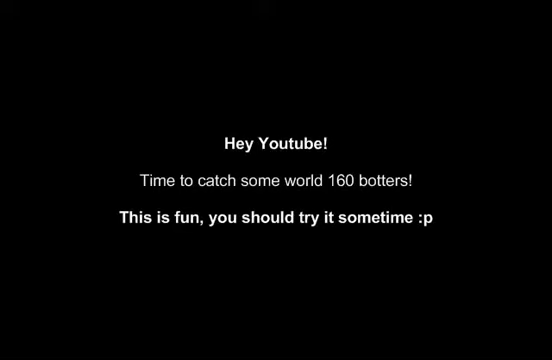 Hey Youtube!
Time to catch some world 160 botters!
This is fun, you should try it sometime :p